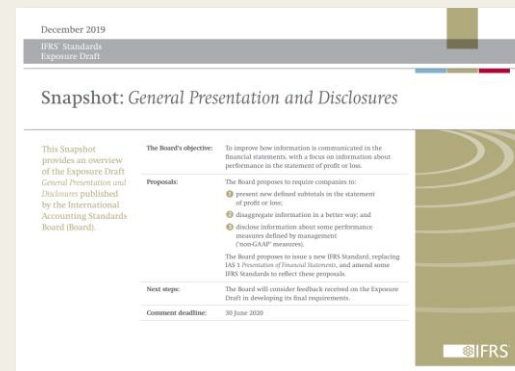 December 2019
IFRS® Standards
Exposure Draft
Snapshot: General Presentation and Disclosures
This Snapshot
provides an overview
of the Exposure Draft
General Presentation and
Disclosures published
by the International
Accounting Standards
Board (Board).
The Board's objective:
To improve how information is communicated in the
financial statements, with a focus on information about
performance in the statement of profit or loss.
Proposals:
The Board proposes to require companies to:
1 present new defined subtotals in the statement
of profit or loss;
2 disaggregate information in a better way; and
3 disclose information about some performance
measures defined by management
('non-GAAP' measures).
The Board proposes to issue a new IFRS Standard, replacing
IAS 1 Presentation of Financial Statements, and amend some
IFRS Standards to reflect these proposals.
Next steps:
The Board will consider feedback received on the Exposure
Draft in developing its final requirements.
Comment deadline:
30 June 2020
IFRS